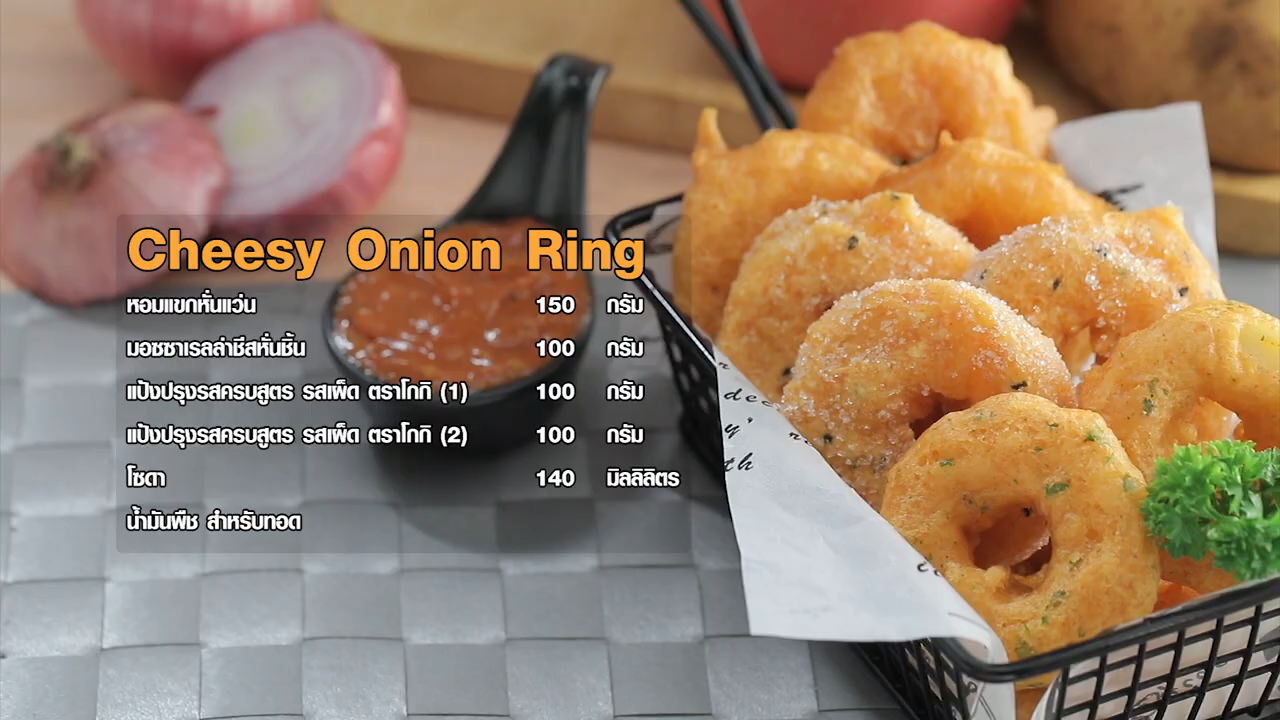 Cheesy Onion Ring
หอมแขกหั่นแว่น 150 กรัม
มอซซาเรลล่าชีสหั่นชิ้น 100 กรัม
แป้งปรุงรสครบสูตร รสเผ็ด ตราโกกิ (1) 100 กรัม
แป้งปรุงรสครบสูตร รสเผ็ด ตราโกกิ (2) 100 กรัม
โซดา 140 มิลลิลิตร
น้ำมันพืช สำหรับทอด